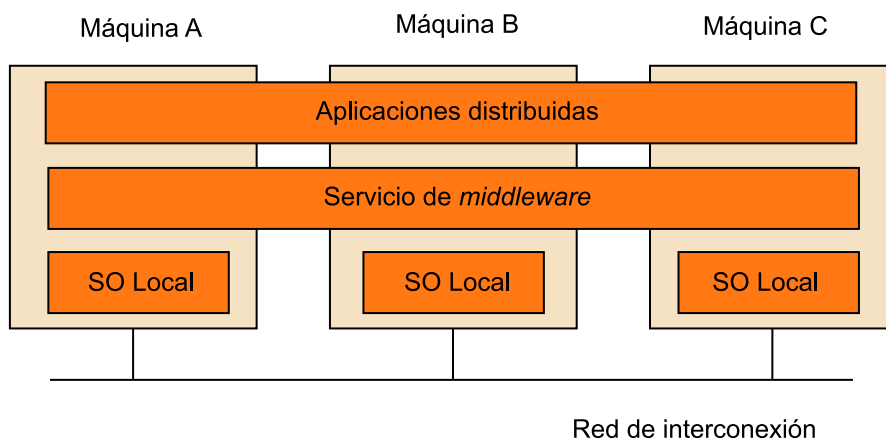 Máquina A
Máquina B
Máquina C
Aplicaciones distribuidas
Servicio de middleware
SO Local
SO Local
SO Local
Red de interconexión